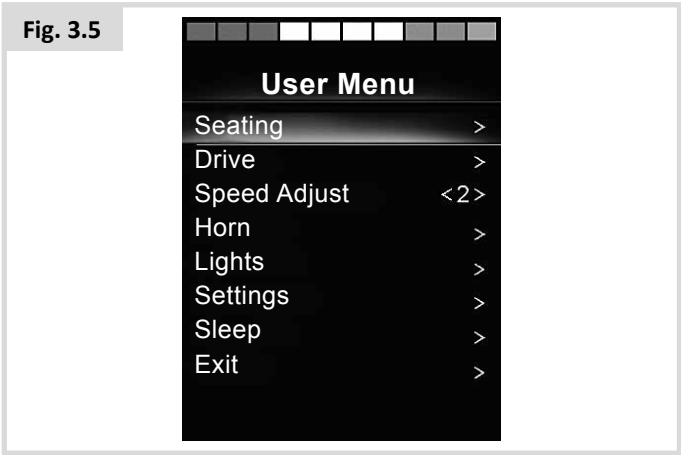 Fig. 3.5
User Menu
Seating >
Drive >
Speed Adjust <2>
Horn >
Lights >
Settings >
Sleep >
Exit >